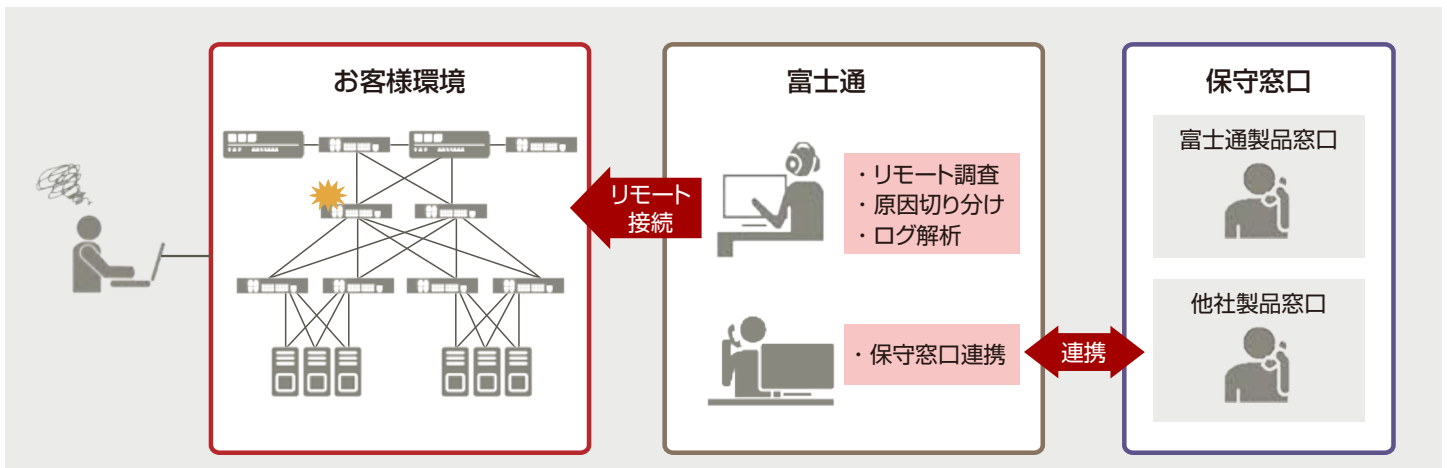 お客様環境
富士通
保守窓口
リモート
接続
・リモート調査
・原因切り分け
・ログ解析
・保守窓口連携
連携
富士通製品窓口
他社製品窓口